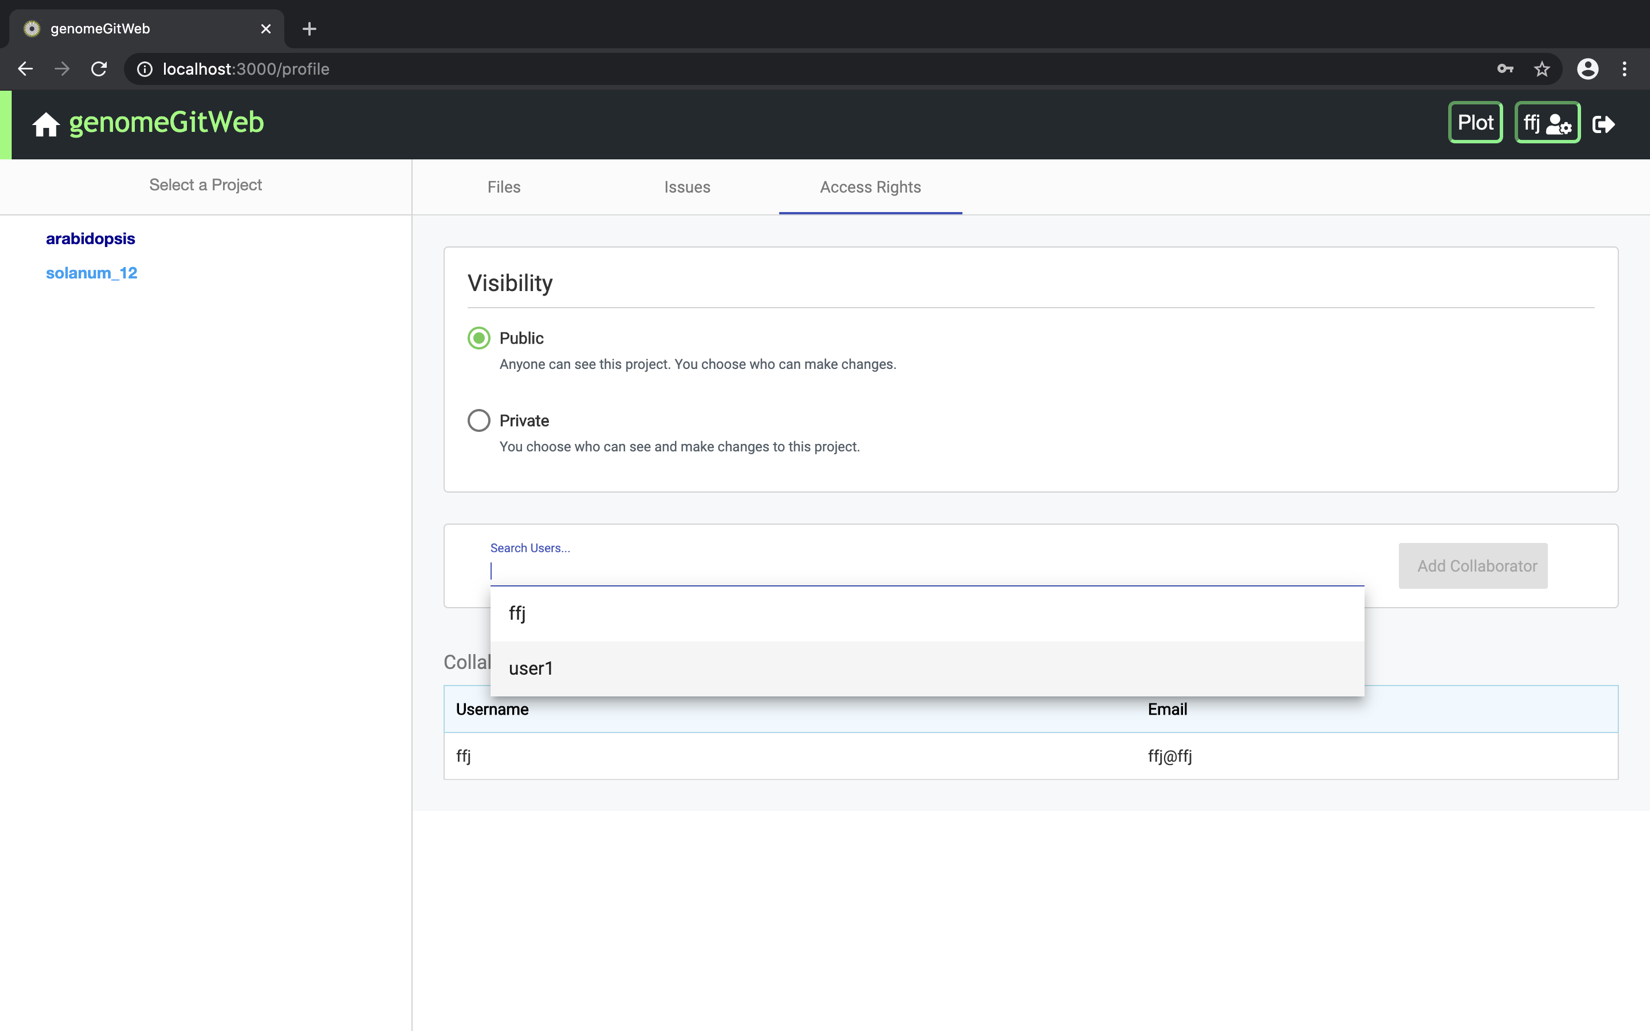 genomeGitWeb
localhost:3000/profile
genomeGitWeb
Plot
ffj
Select a Project
Files
Issues
Access Rights
arabidopsis
solanum_12
Visibility
Public
Anyone can see this project. You choose who can make changes.
Private
You choose who can see and make changes to this project.
Search Users...
Add Collaborator
ffj
user1
Username
Email
ffj
ffj@ffj